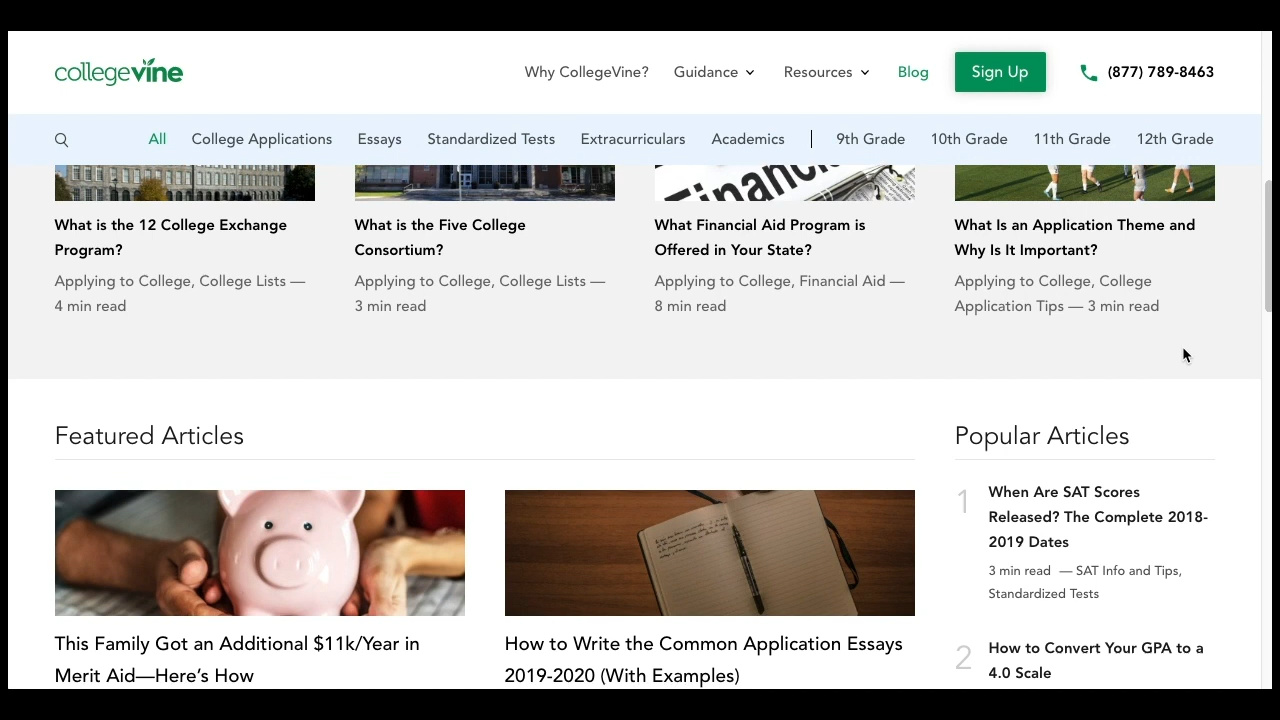 collegevine
Why CollegeVine? Guidance Resources Blog Sign Up (877) 789-8463
All College Applications Essays Standardized Tests Extracurriculars Academics 9th Grade 10th Grade 11th Grade 12th Grade
Financi
What is the 12 College Exchange
Program?
Applying to College, College Lists —
4 min read
What is the Five College
Consortium?
Applying to College, College Lists —
3 min read
What Financial Aid Program is
Offered in Your State?
Applying to College, Financial Aid —
8 min read
What Is an Application Theme and
Why Is It Important?
Applying to College, College
Application Tips — 3 min read
Featured Articles
This Family Got an Additional $11k/Year in
Merit Aid—Here's How
How to Write the Common Application Essays
2019-2020 (With Examples)
Popular Articles
1
When Are SAT Scores
Released? The Complete 2018-
2019 Dates
3 min read — SAT Info and Tips,
Standardized Tests
2
How to Convert Your GPA to a
4.0 Scale